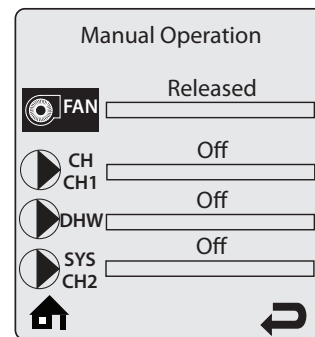 Manual Operation
Released
FAN
Off
CH
CH1
Off
DHW
Off
SYS
CH2